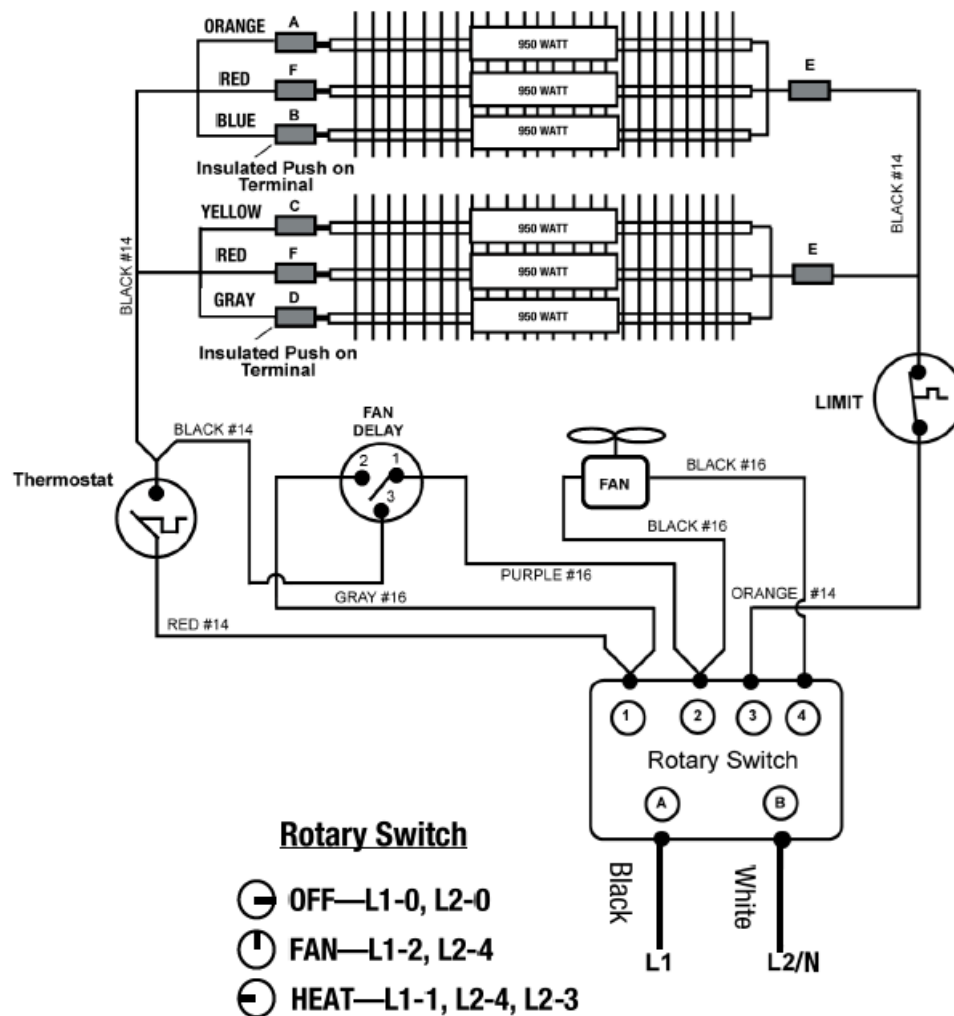 A
ORANGE
950 WATT
F
RED
950 WATT
E
B
BLUE
950 WATT
Insulated Push on
Terminal
BLACK #14
C
YELLOW
950 WATT
F
RED
950 WATT
E
D
GRAY
950 WATT
BLACK #14
Insulated Push on
Terminal
LIMIT
FAN
DELAY
BLACK #14
2
1
3
BLACK #16
FAN
Thermostat
BLACK #16
PURPLE #16
GRAY #16
ORANGE #14
RED #14
1
2
3
4
Rotary Switch
A
B
Black
White
L1
L2/N
Rotary Switch
OFF—L1-0, L2-0
FAN—L1-2, L2-4
HEAT—L1-1, L2-4, L2-3